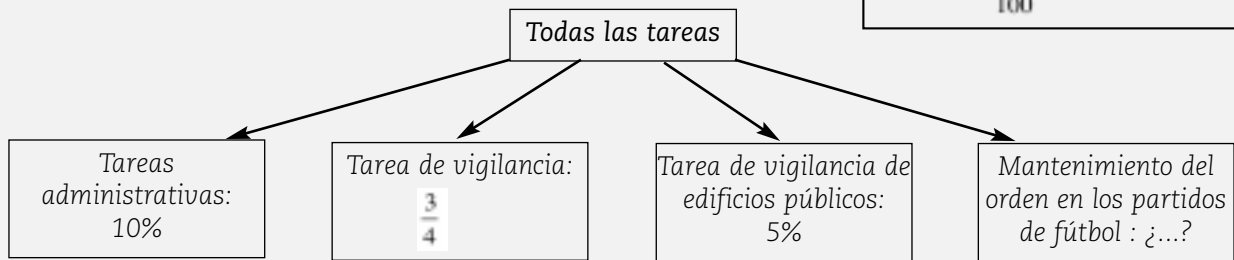 100
Todas las tareas
Tareas
administrativas:
10%
Tarea de vigilancia:
3
4
Tarea de vigilancia de
edificios públicos:
5%
Mantenimiento del
orden en los partidos
de fútbol : ¿...?